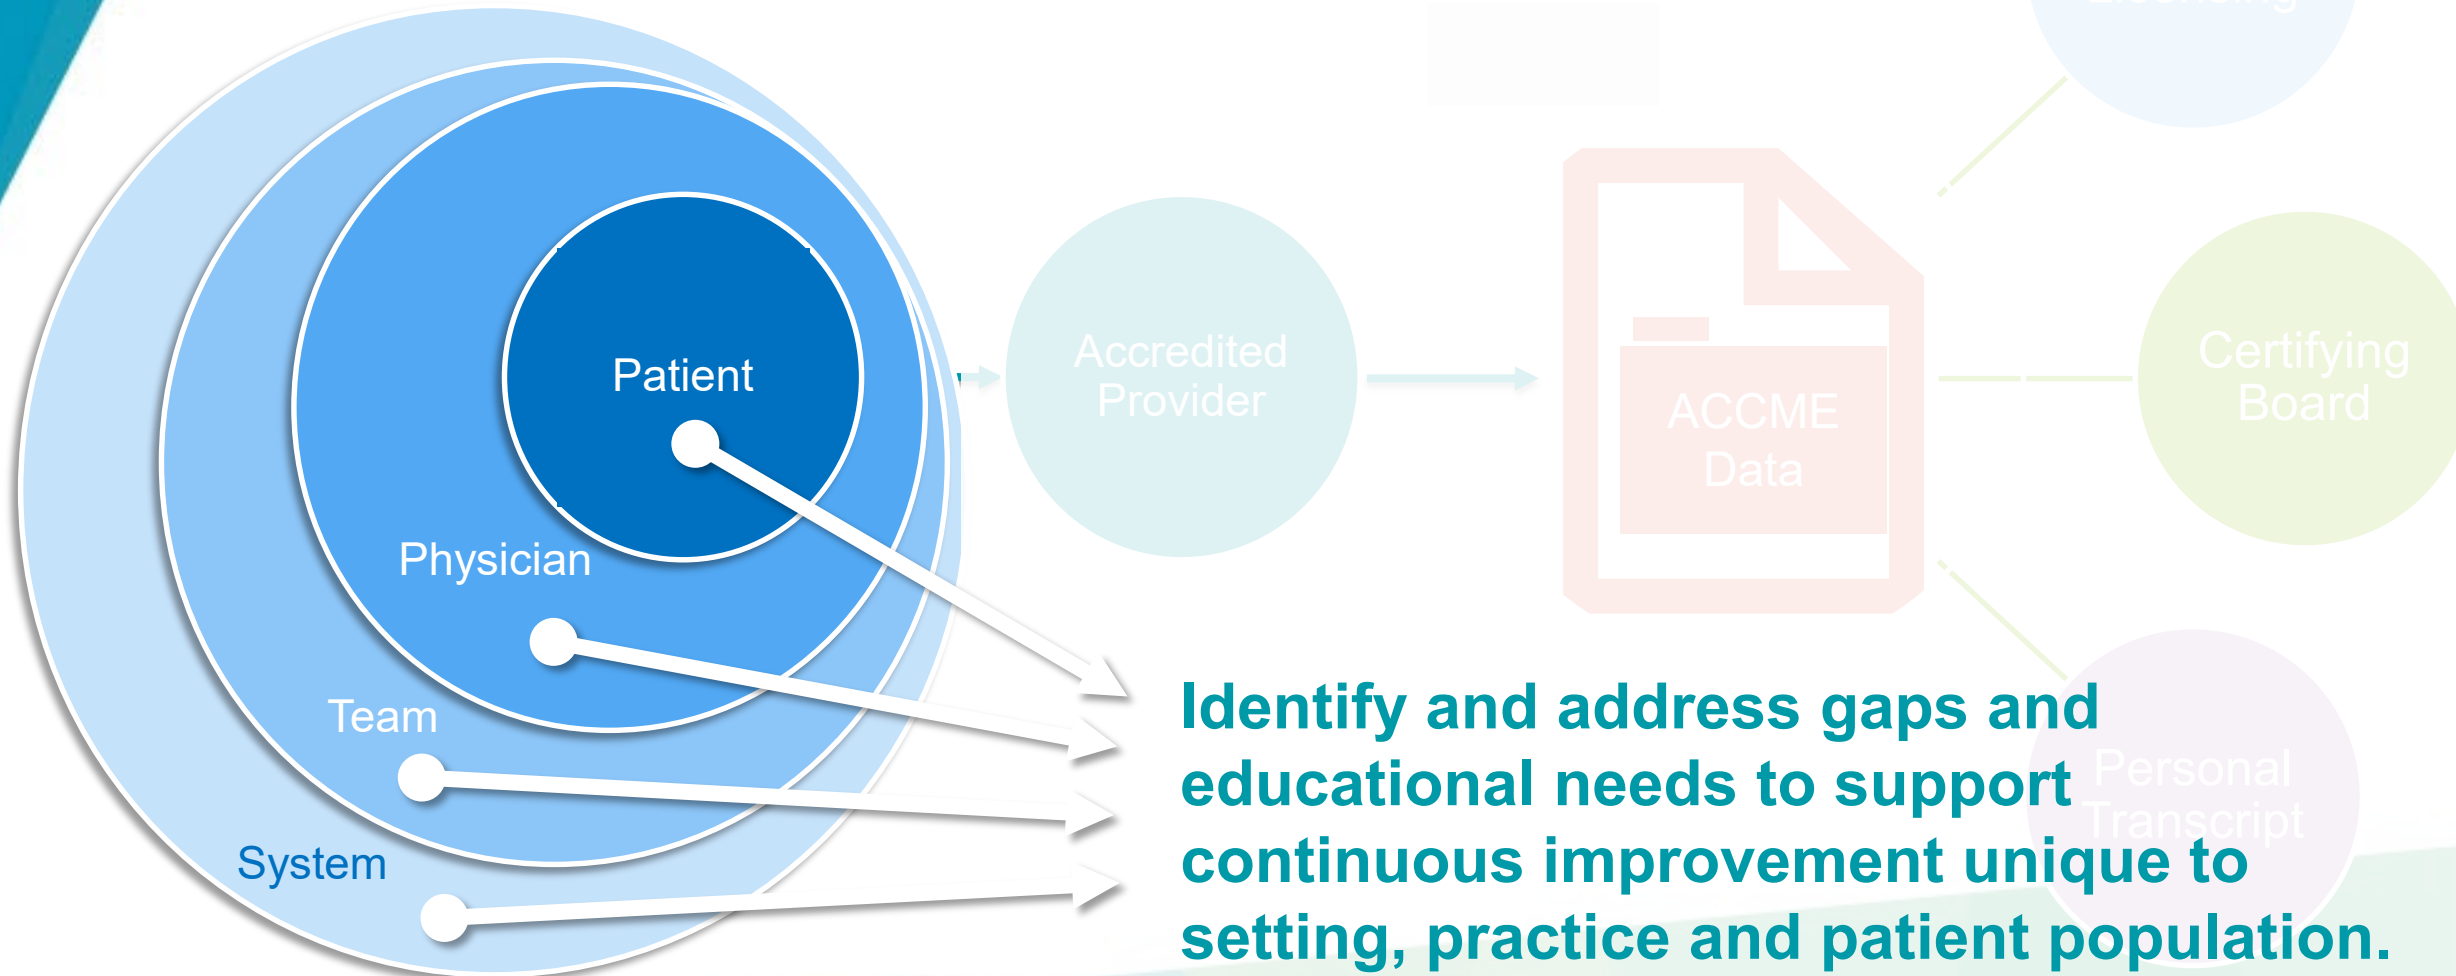 Patient
Physician
Team
System
Accredited
Provider
ACCME
Data
Certifying
Board
Personal
Transcript
Identify and address gaps and
educational needs to support
continuous improvement unique to
setting, practice and patient population.